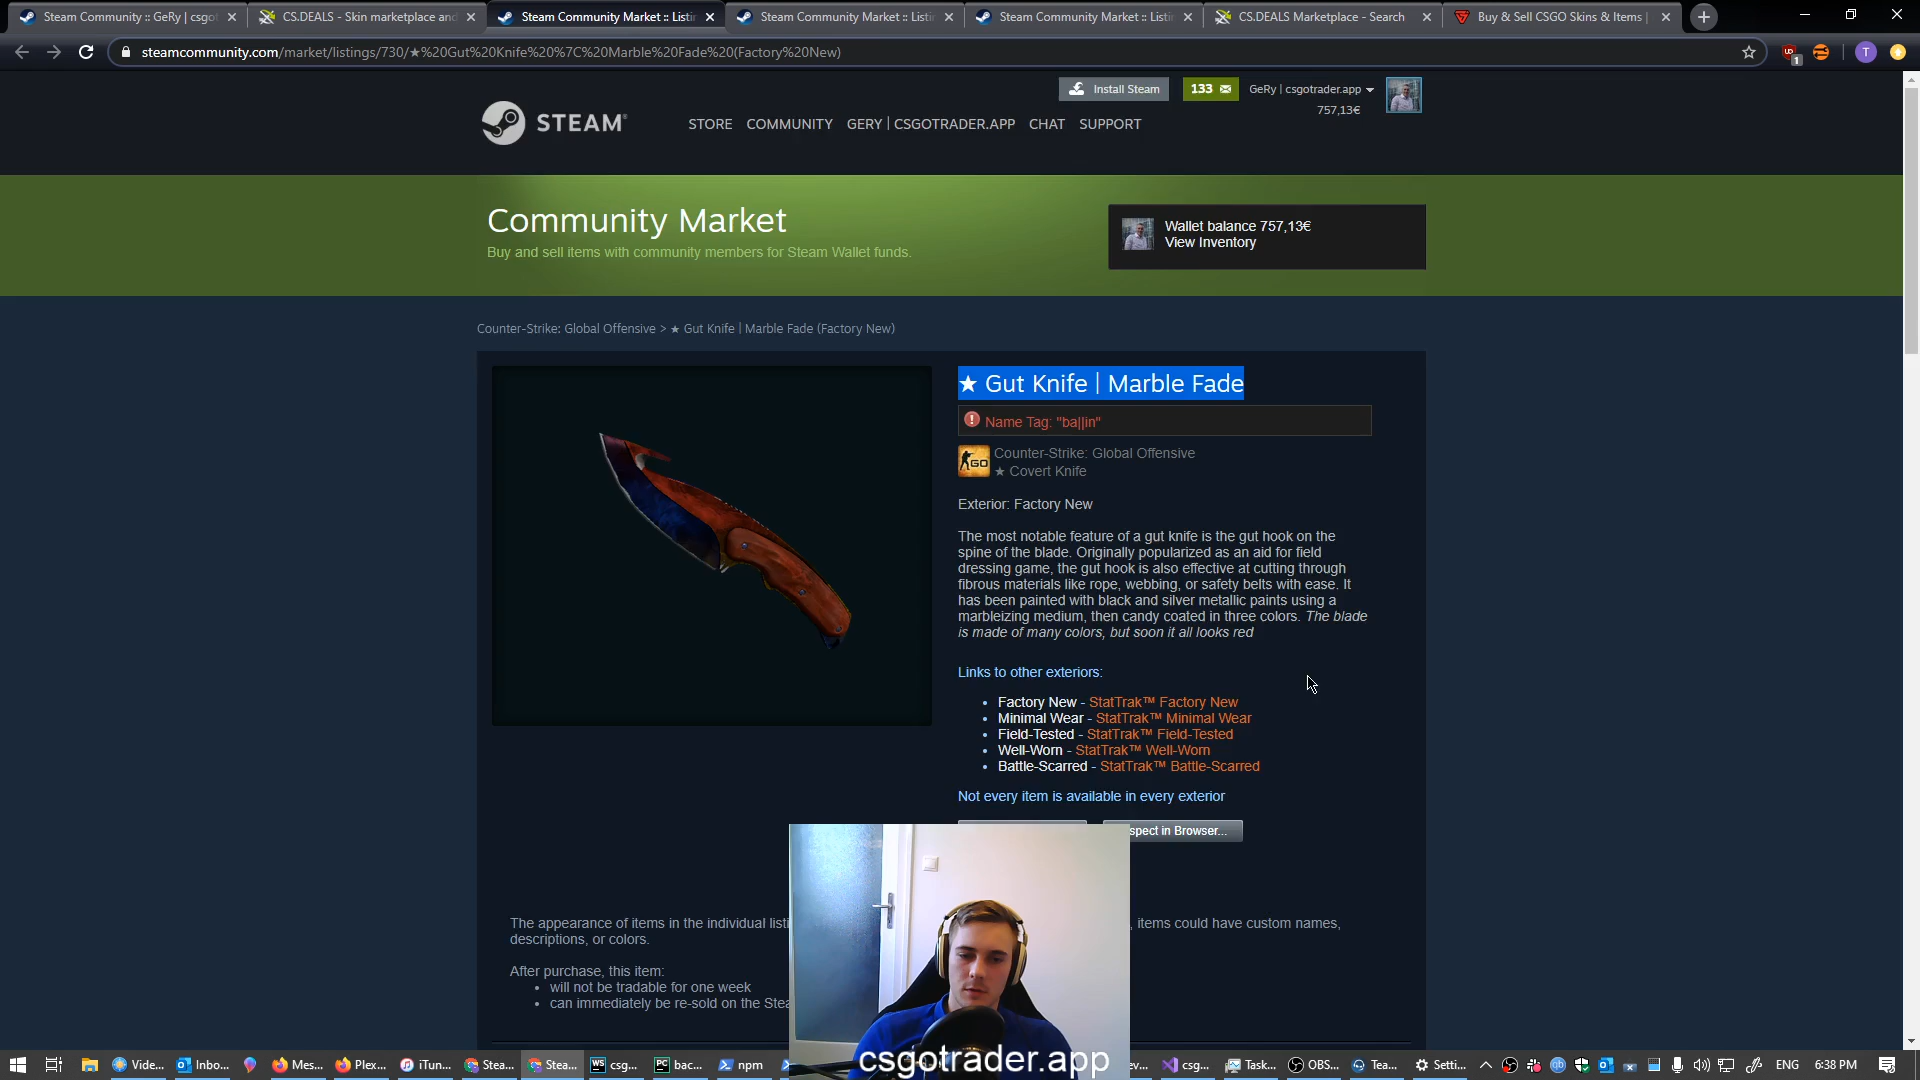 Steam Community :: GeRy | csgo
CS.DEALS - Skin marketplace and
Steam Community Market :: Listin
Steam Community Market :: Listin
Steam Community Market :: Listin
CS.DEALS Marketplace - Search
Buy & Sell CSGO Skins & Items |
steamcommunity.com/market/listings/730/★%20Gut%20Knife%20%7C%20Marble%20Fade%20(Factory%20New)
1
T
Install Steam
133
GeRy | csgotrader.app
757,13€
STEAM
STORE COMMUNITY GERY | CSGOTRADER.APP CHAT SUPPORT
Community Market
Buy and sell items with community members for Steam Wallet funds.
Wallet balance 757,13€
View Inventory
Counter-Strike: Global Offensive > ★ Gut Knife | Marble Fade (Factory New)
★ Gut Knife | Marble Fade
Name Tag: "ba||in"
GO
Counter-Strike: Global Offensive
★ Covert Knife
Exterior: Factory New
The most notable feature of a gut knife is the gut hook on the
spine of the blade. Originally popularized as an aid for field
dressing game, the gut hook is also effective at cutting through
fibrous materials like rope, webbing, or safety belts with ease. It
has been painted with black and silver metallic paints using a
marbleizing medium, then candy coated in three colors. The blade
is made of many colors, but soon it all looks red
Links to other exteriors:
Factory New - StatTrak™ Factory New
Minimal Wear - StatTrak™ Minimal Wear
Field-Tested - StatTrak™ Field-Tested
Well-Worn - StatTrak™ Well-Worn
Battle-Scarred - StatTrak™ Battle-Scarred
Not every item is available in every exterior
spect in Browser...
The appearance of items in the individual listi
, items could have custom names,
descriptions, or colors.
After purchase, this item:
will not be tradable for one week
can immediately be re-sold on the Stea
csgotrader.app
Vide...
Inbo...
Mes...
Plex...
iTun...
Stea...
Stea...
csg...
bac...
npm
ev...
csg...
Task...
OBS...
Tea...
Setti...
ENG
6:38 PM